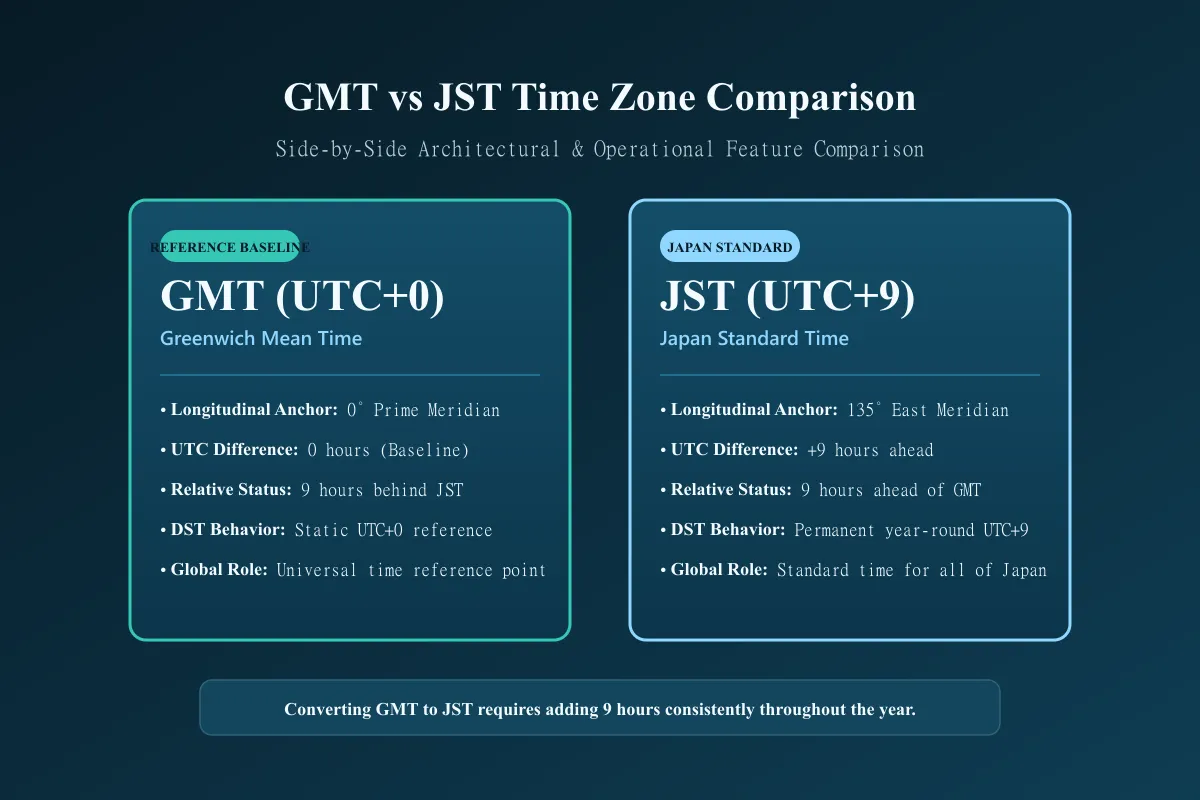 GMT vs JST Time Zone Comparison
Side-by-Side Architectural & Operational Feature Comparison
REFERENCE BASELINE
GMT (UTC+0)
Greenwich Mean Time
• Longitudinal Anchor: 0° Prime Meridian
• UTC Difference: 0 hours (Baseline)
• Relative Status: 9 hours behind JST
• DST Behavior: Static UTC+0 reference
• Global Role: Universal time reference point
JAPAN STANDARD
JST (UTC+9)
Japan Standard Time
• Longitudinal Anchor: 135° East Meridian
• UTC Difference: +9 hours ahead
• Relative Status: 9 hours ahead of GMT
• DST Behavior: Permanent year-round UTC+9
• Global Role: Standard time for all of Japan
Converting GMT to JST requires adding 9 hours consistently throughout the year.